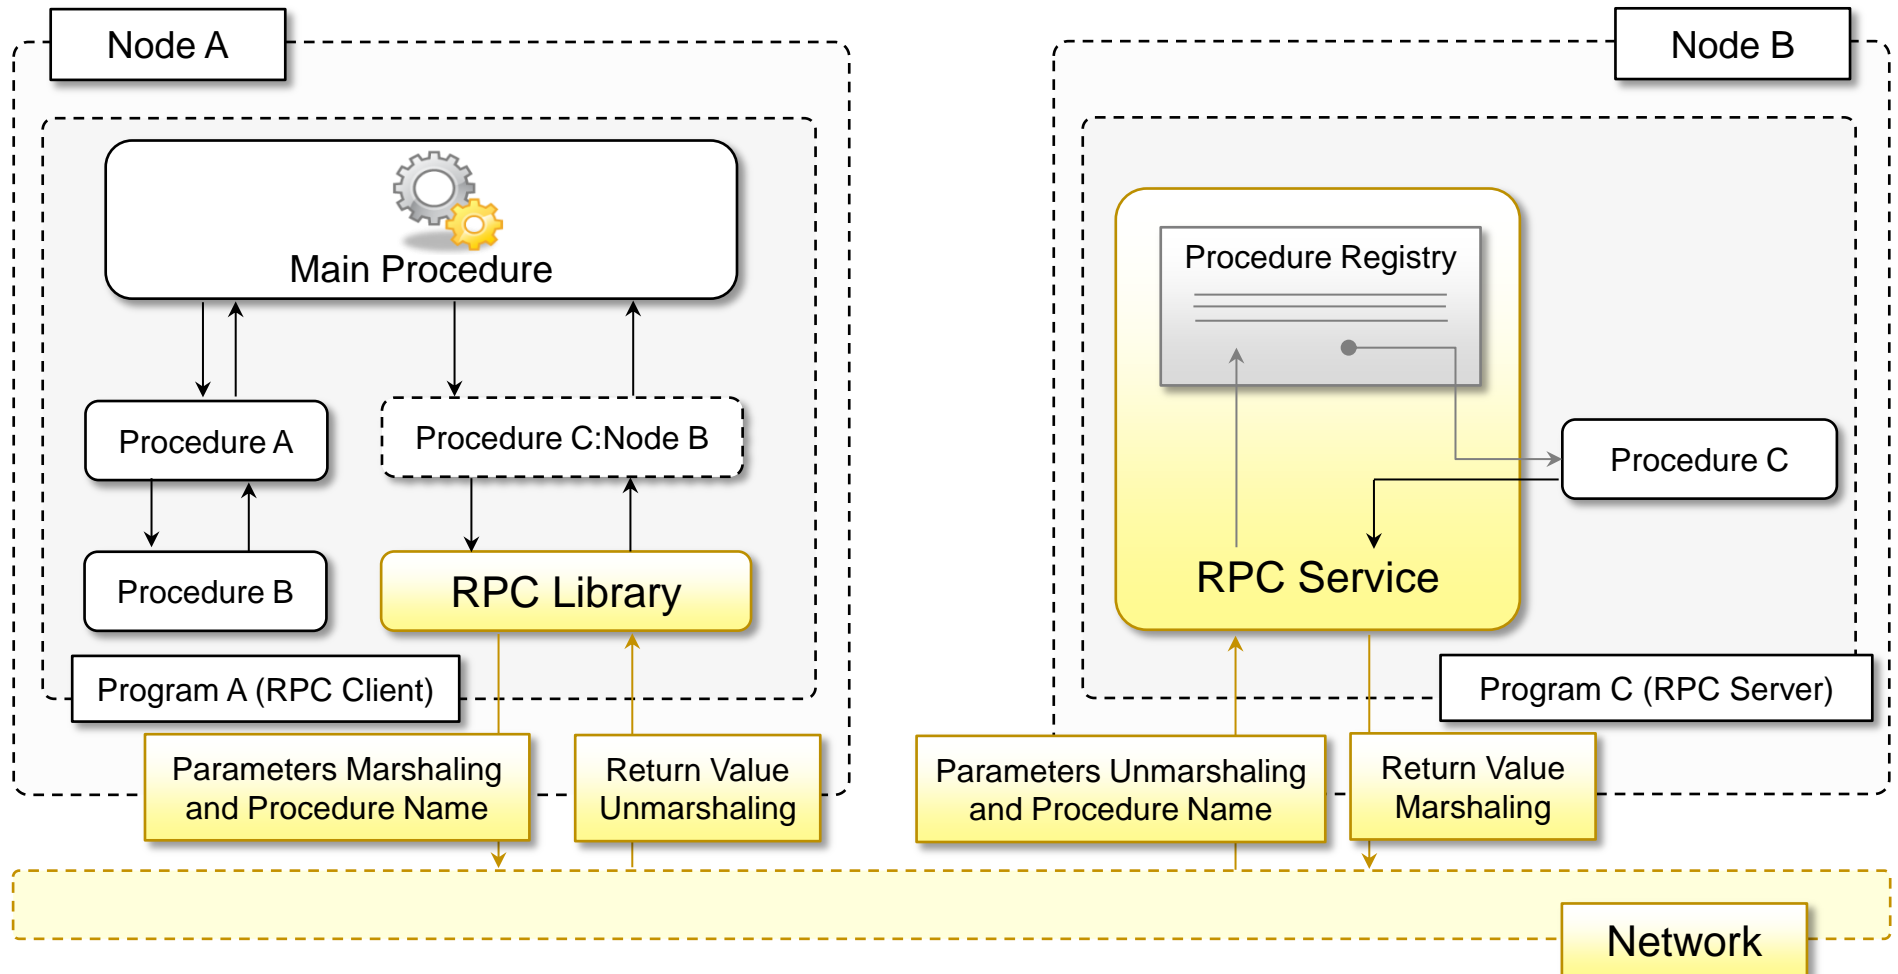 Node A
Node B
Main Procedure
Procedure Registry
Procedure A
Procedure C:Node B
Procedure C
Procedure B
RPC Library
RPC Service
Program A (RPC Client)
Program C (RPC Server)
Parameters Marshaling
and Procedure Name
Return Value
Unmarshaling
Parameters Unmarshaling
and Procedure Name
Return Value
Marshaling
Network